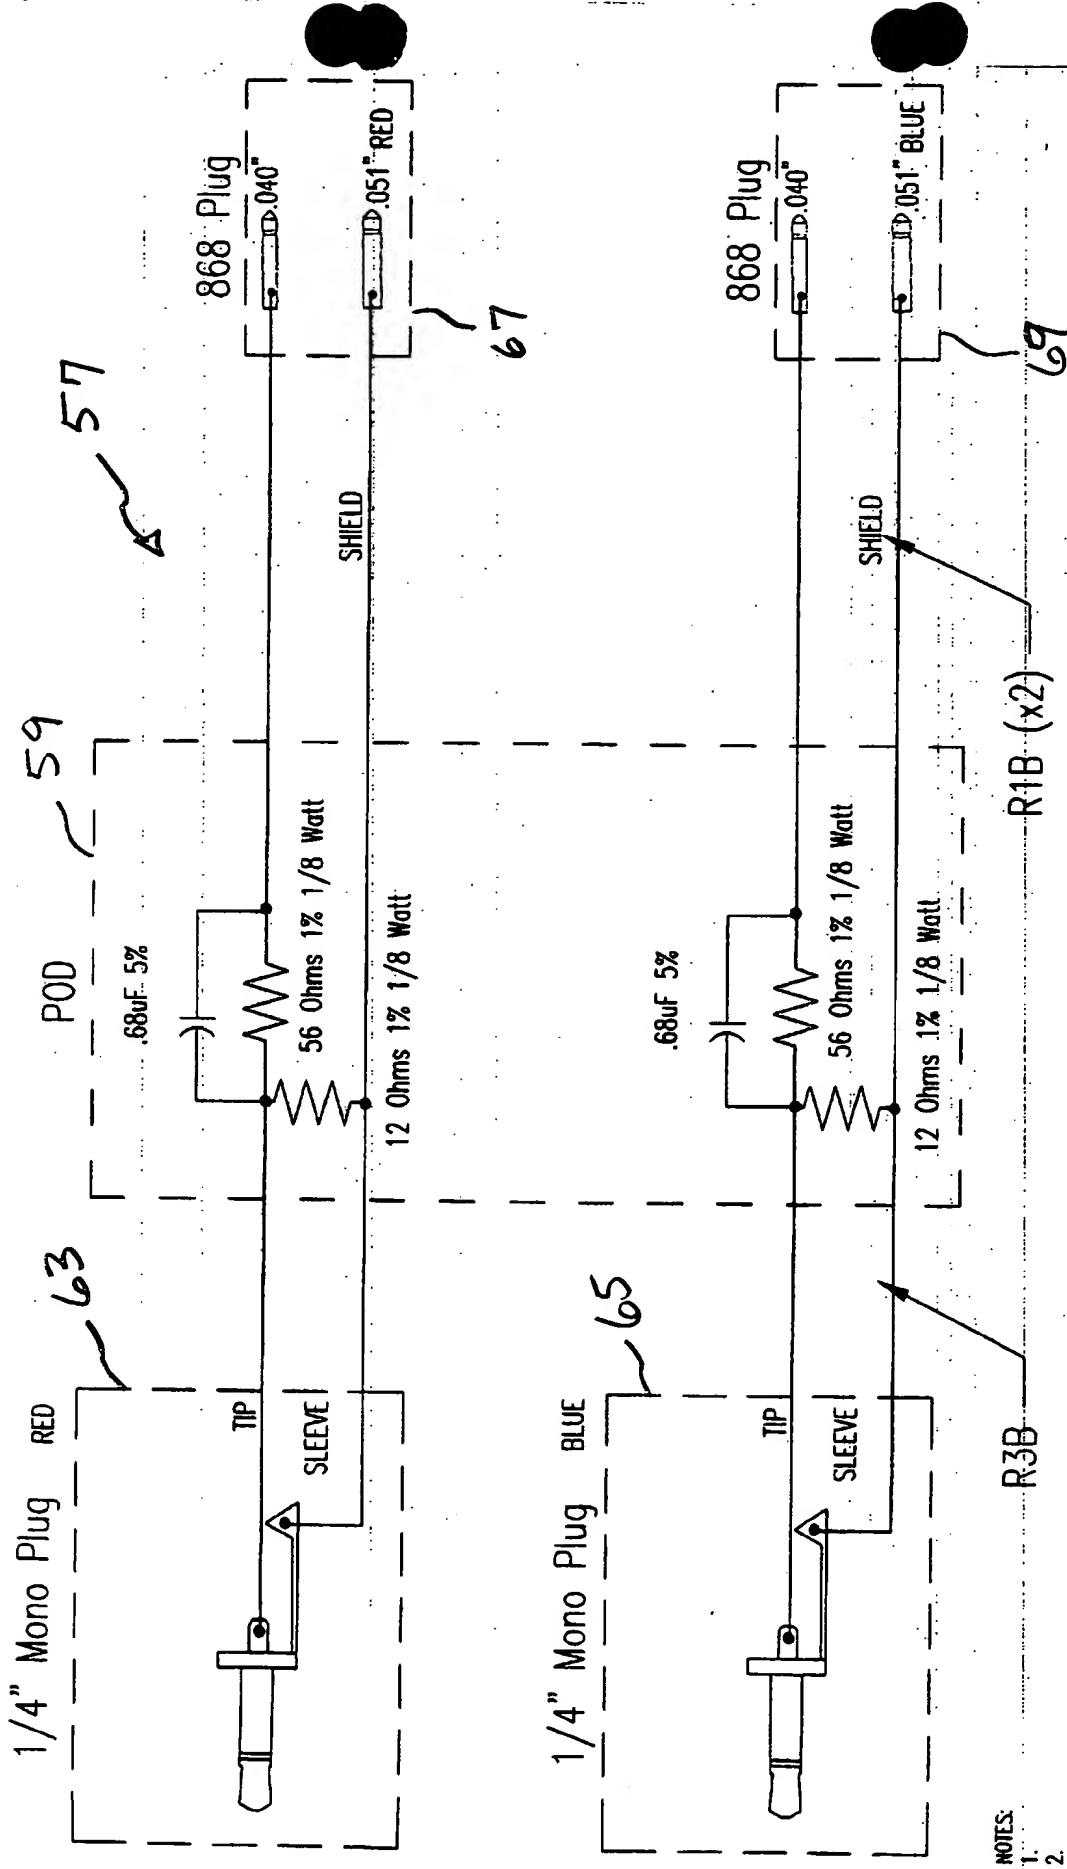 57
POD
59
1/4" Mono Plug RED
63
TIP
SLEEVE
.68uF 5%
56 Ohms 1% 1/8 Watt
12 Ohms 1% 1/8 Watt
SHIELD
868 Plug
.040"
.051" RED
67
1/4" Mono Plug BLUE
65
TIP
SLEEVE
.68uF 5%
56 Ohms 1% 1/8 Watt
12 Ohms 1% 1/8 Watt
SHIELD
868 Plug
.040"
.051" BLUE
69
R3B
R1B (x2)
NOTES:
1.
2.